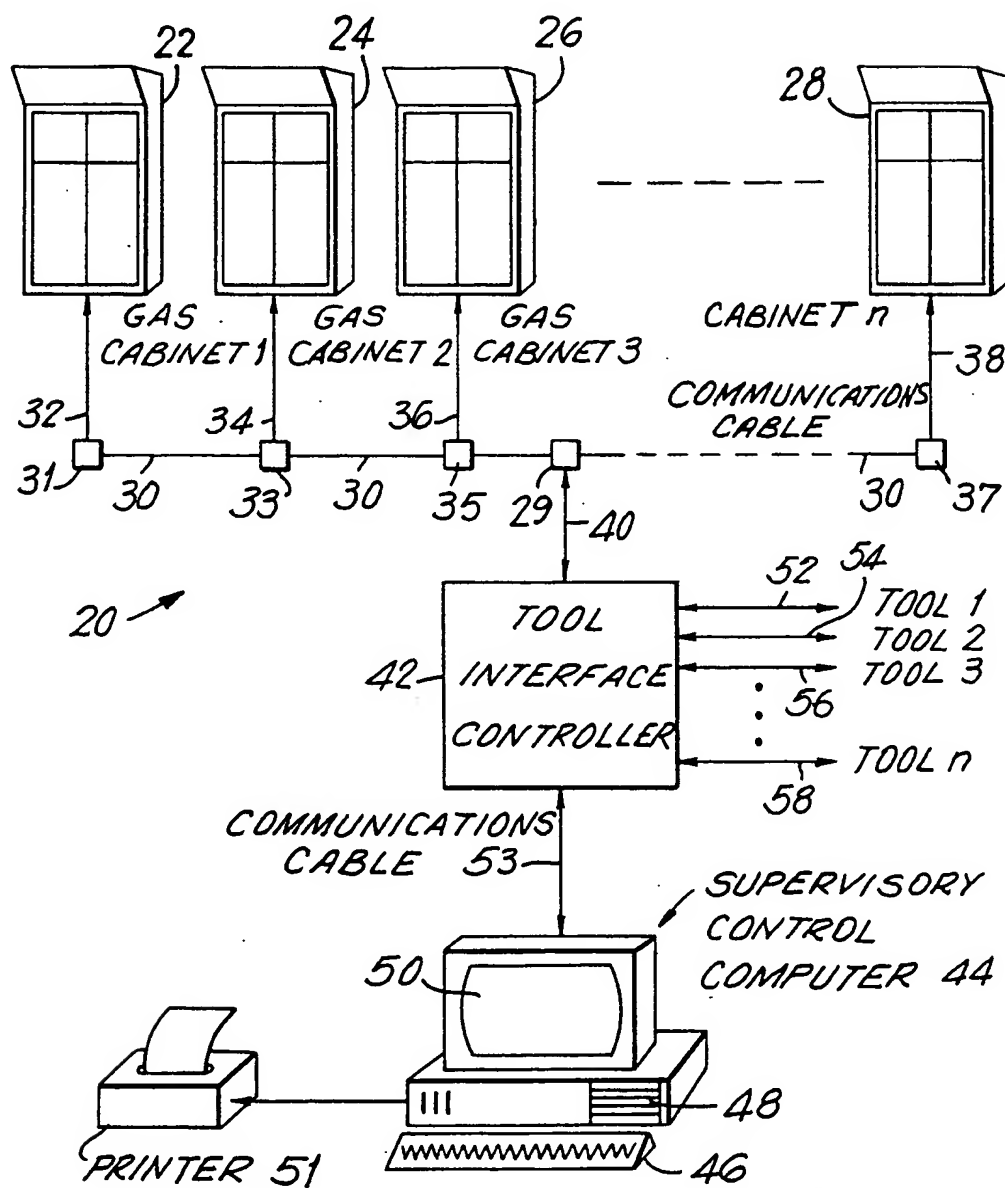 22
24
26
28
GAS CABINET 1
GAS CABINET 2
GAS CABINET 3
CABINET n
32
34
36
COMMUNICATIONS CABLE
38
31
30
33
30
35
29
30
37
40
20
42
TOOL INTERFACE CONTROLLER
52
54
TOOL 1
TOOL 2
TOOL 3
56
TOOL n
58
COMMUNICATIONS CABLE 53
SUPERVISORY CONTROL COMPUTER 44
50
48
46
PRINTER 51